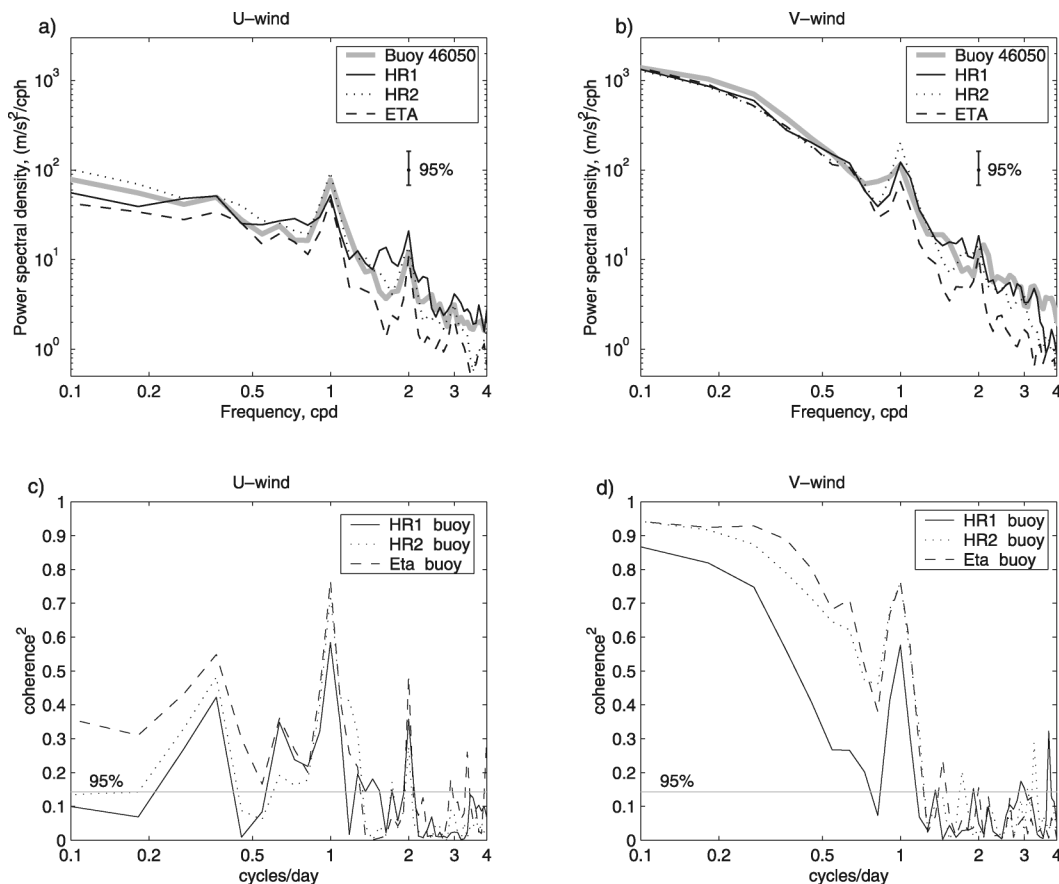 a)
U−wind
Buoy 46050
HR1
HR2
ETA
95%
Power spectral density, (m/s)²/cph
10³
10²
10¹
10⁰
0.1 0.2 0.5 1 2 3 4
Frequency, cpd
b)
V−wind
Buoy 46050
HR1
HR2
ETA
95%
Power spectral density, (m/s)²/cph
10³
10²
10¹
10⁰
0.1 0.2 0.5 1 2 3 4
Frequency, cpd
c)
U−wind
HR1 buoy
HR2 buoy
Eta buoy
95%
coherence²
1
0.9
0.8
0.7
0.6
0.5
0.4
0.3
0.2
0.1
0
0.1 0.2 0.5 1 2 3 4
cycles/day
d)
V−wind
HR1 buoy
HR2 buoy
Eta buoy
95%
coherence²
1
0.9
0.8
0.7
0.6
0.5
0.4
0.3
0.2
0.1
0
0.1 0.2 0.5 1 2 3 4
cycles/day